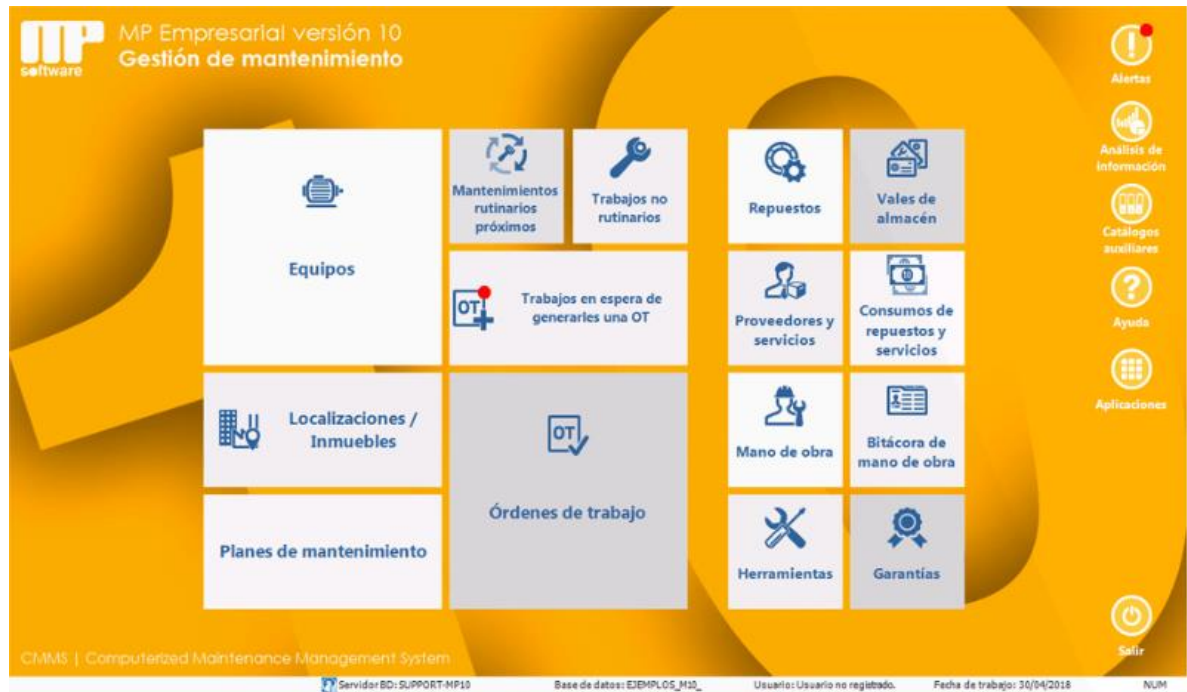 MP
software
MP Empresarial versión 10
Gestión de mantenimiento
Equipos
Mantenimientos
rutinarios
próximos
Trabajos no
rutinarios
OT
Trabajos en espera de
generarles una OT
Localizaciones /
Inmuebles
Planes de mantenimiento
OT
Órdenes de trabajo
Repuestos
Vales de
almacén
Proveedores y
servicios
Consumos de
repuestos y
servicios
Mano de obra
Bitácora de
mano de obra
Herramientas
Garantías
Alertas
Análisis de
información
Catálogos
auxiliares
Ayuda
Aplicaciones
Salir
CMMS | Computerized Maintenance Management System
Servidor BD: SUPPORT-MP10 Base de datos: EJEMPLOS_M10_ Usuario: Usuario no registrado. Fecha de trabajo: 30/04/2018 NUM